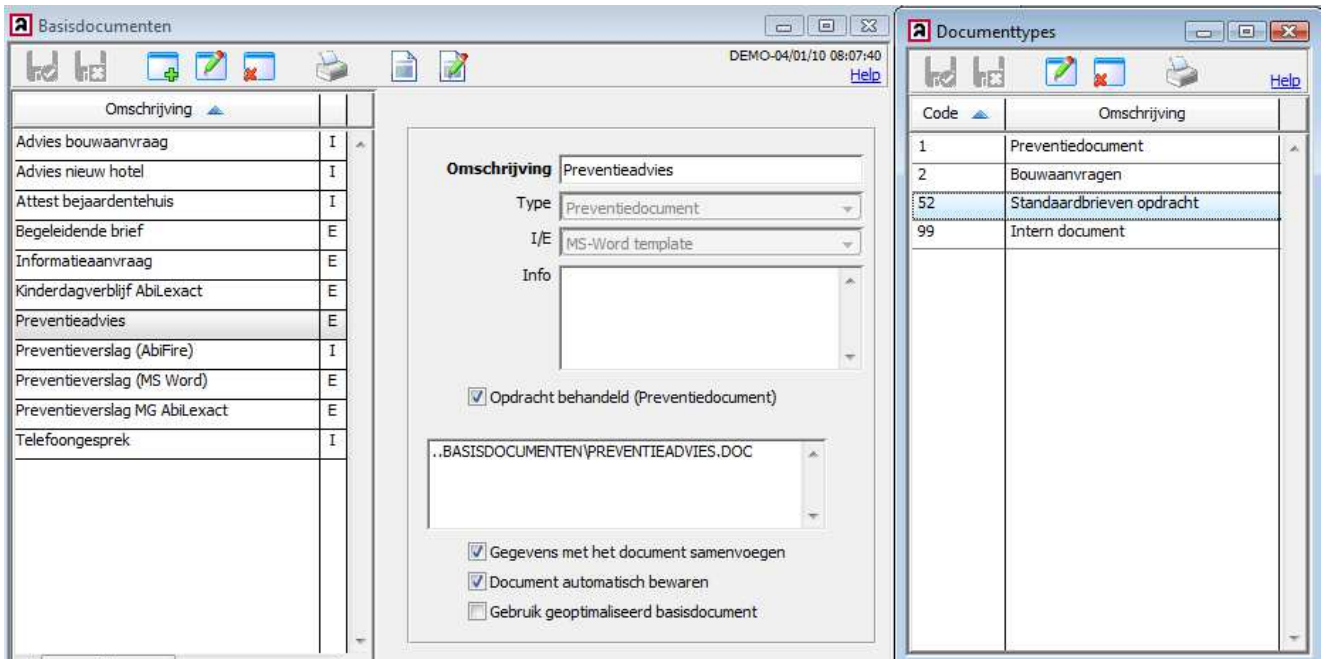 Basisdocumenten
DEMO-04/01/10 08:07:40
Help
Omschrijving
Advies bouwaanvraag I
Advies nieuw hotel I
Attest bejaardentehuis I
Begeleidende brief E
Informatieaanvraag E
Kinderdagverblijf AbiLexact E
Preventieadvies E
Preventieverslag (AbiFire) I
Preventieverslag (MS Word) E
Preventieverslag MG AbiLexact E
Telefoongesprek I
Omschrijving Preventieadvies
Type Preventiedocument
I/E MS-Word template
Info
Opdracht behandeld (Preventiedocument)
..BASISDOCUMENTEN\PREVENTIEADVIES.DOC
Gegevens met het document samenvoegen
Document automatisch bewaren
Gebruik geoptimaliseerd basisdocument
Documenttypes
Help
Code Omschrijving
1 Preventiedocument
2 Bouwaanvragen
52 Standaardbrieven opdracht
99 Intern document